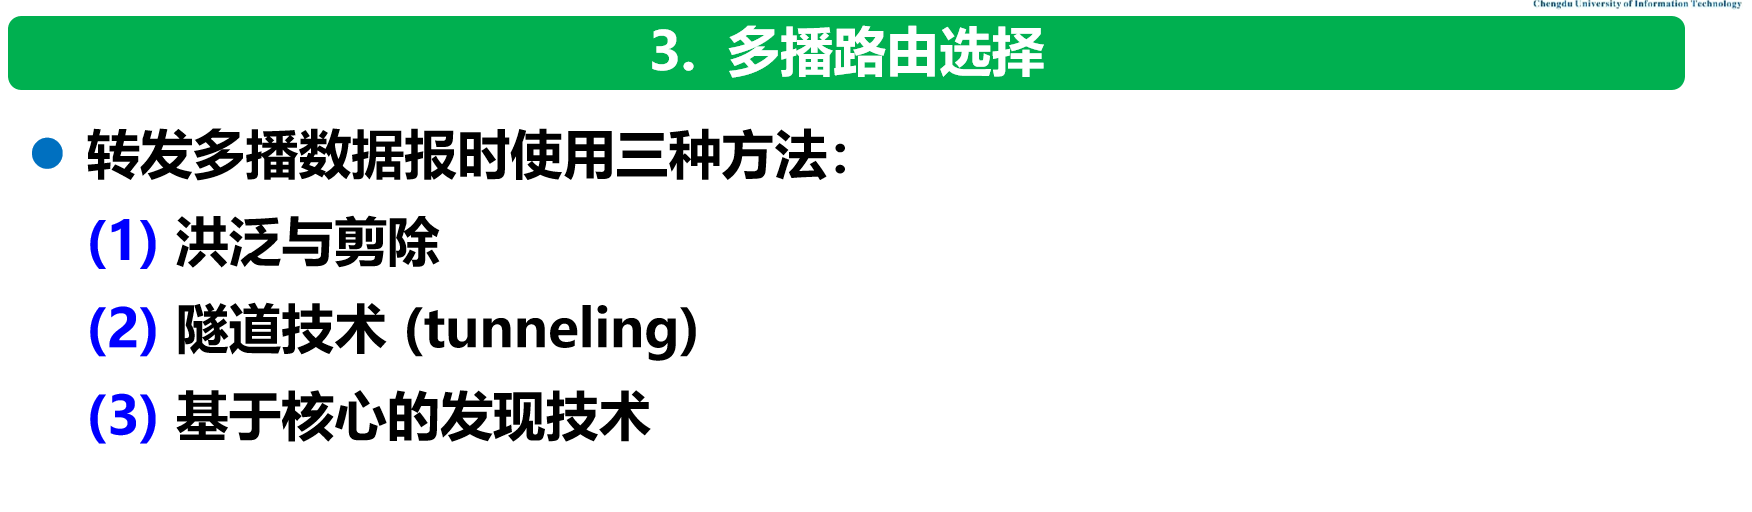 Chengdu University of Information Technology
3. 多播路由选择
● 转发多播数据报时使用三种方法：
(1) 洪泛与剪除
(2) 隧道技术 (tunneling)
(3) 基于核心的发现技术